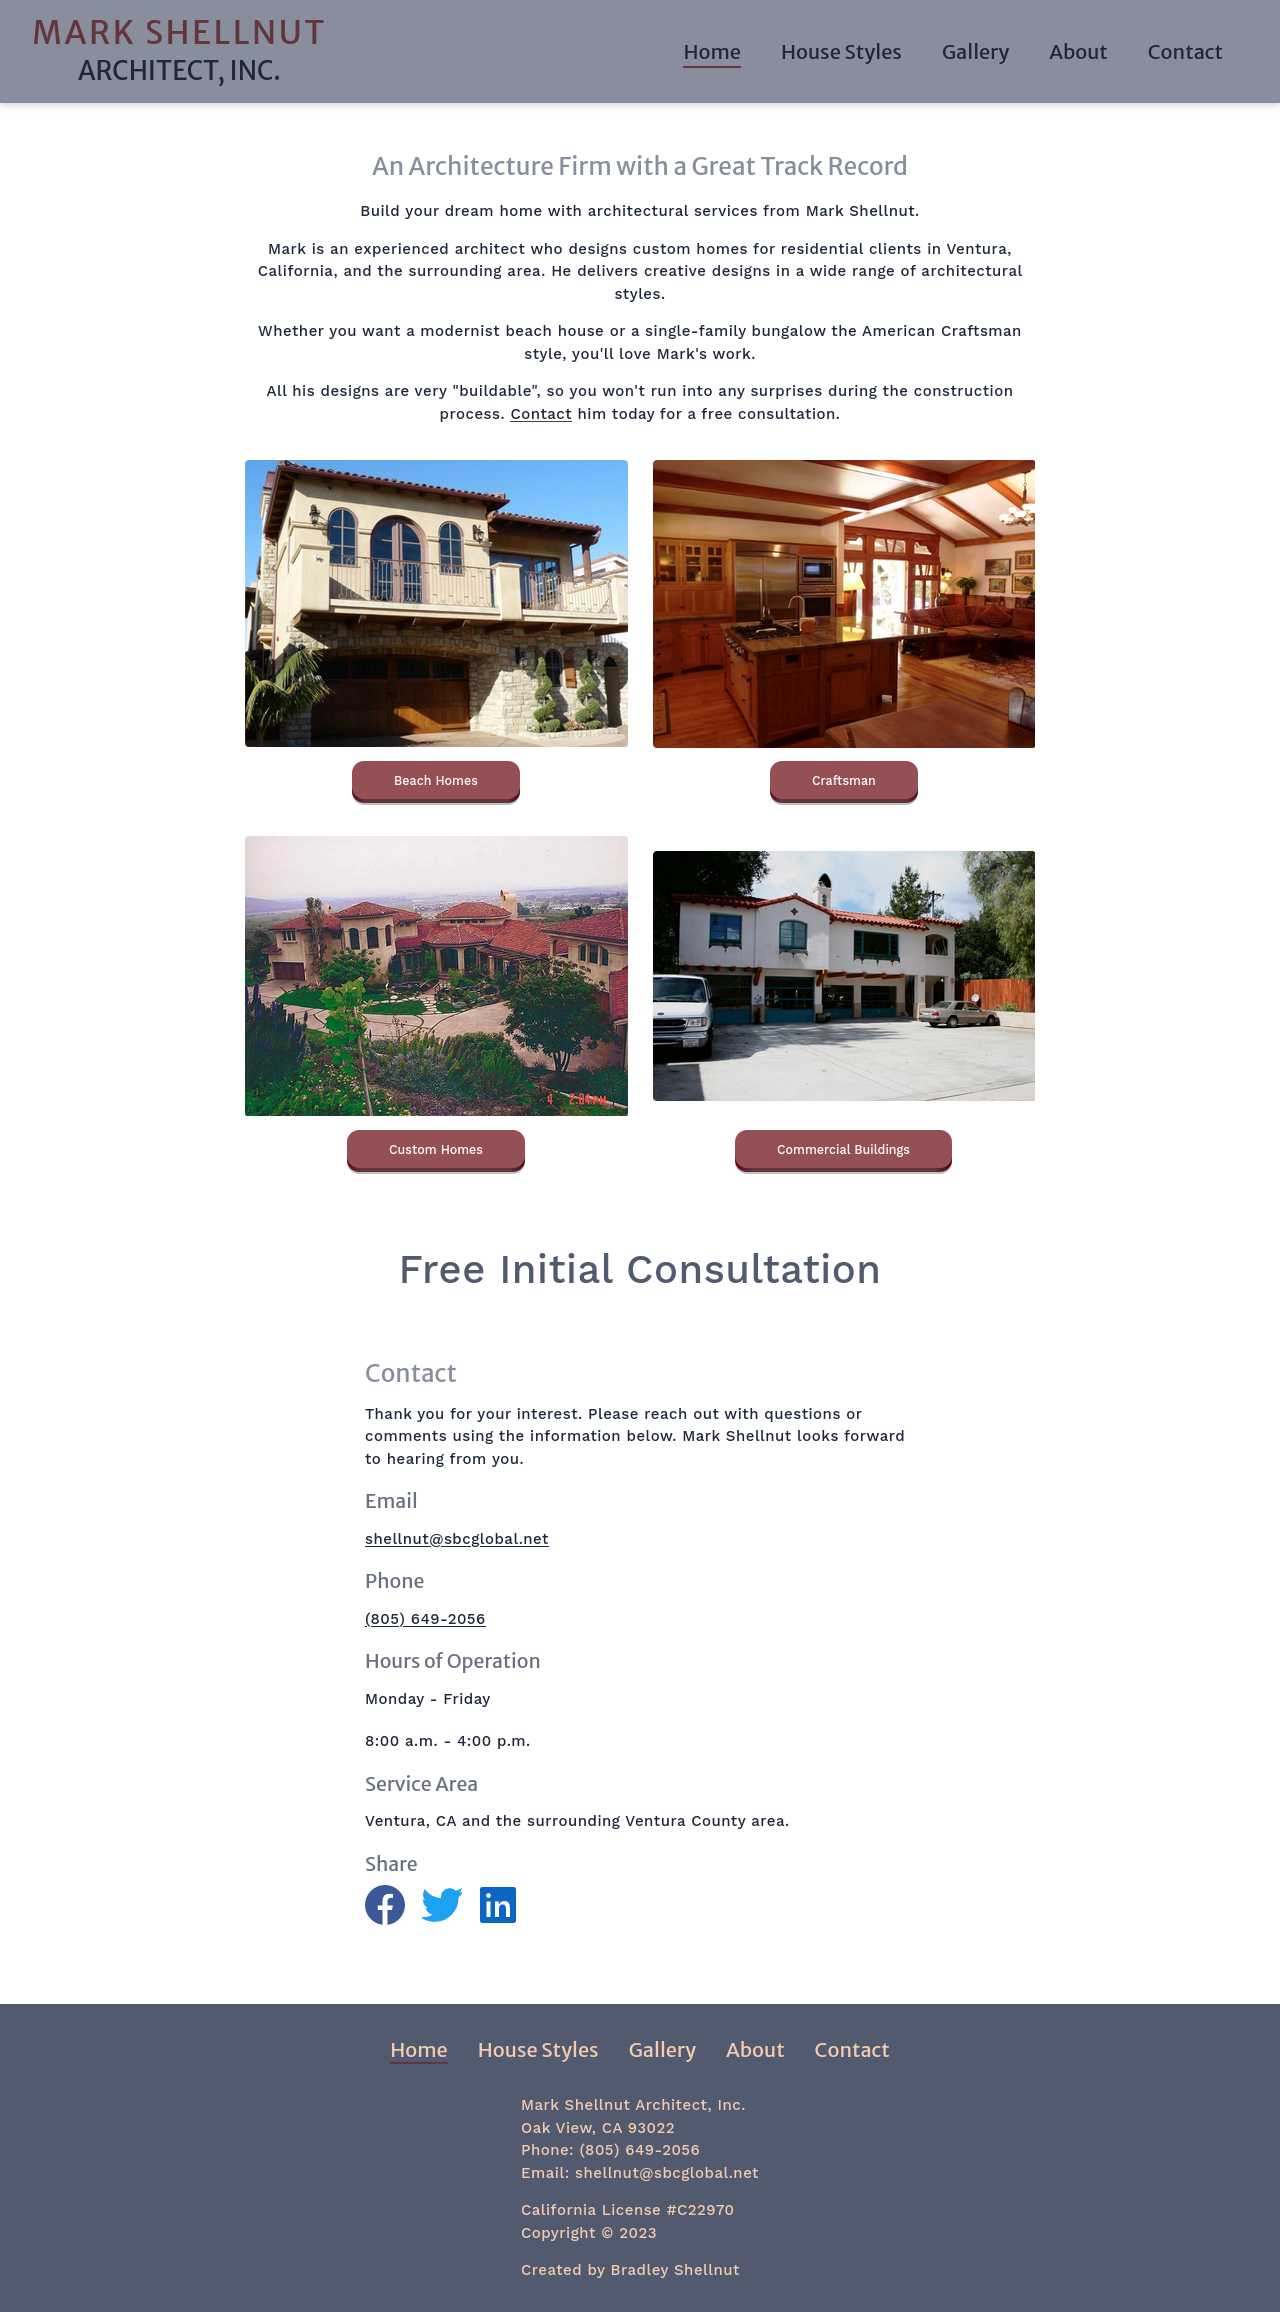 MARK SHELLNUT
ARCHITECT, INC.
Home House Styles Gallery About Contact
An Architecture Firm with a Great Track Record
Build your dream home with architectural services from Mark Shellnut.
Mark is an experienced architect who designs custom homes for residential clients in Ventura,
California, and the surrounding area. He delivers creative designs in a wide range of architectural
styles.
Whether you want a modernist beach house or a single-family bungalow the American Craftsman
style, you'll love Mark's work.
All his designs are very "buildable", so you won't run into any surprises during the construction
process. Contact him today for a free consultation.
Beach Homes
Craftsman
Custom Homes
Commercial Buildings
Free Initial Consultation
Contact
Thank you for your interest. Please reach out with questions or
comments using the information below. Mark Shellnut looks forward
to hearing from you.
Email
shellnut@sbcglobal.net
Phone
(805) 649-2056
Hours of Operation
Monday - Friday
8:00 a.m. - 4:00 p.m.
Service Area
Ventura, CA and the surrounding Ventura County area.
Share
in
Home House Styles Gallery About Contact
Mark Shellnut Architect, Inc.
Oak View, CA 93022
Phone: (805) 649-2056
Email: shellnut@sbcglobal.net
California License #C22970
Copyright © 2023
Created by Bradley Shellnut